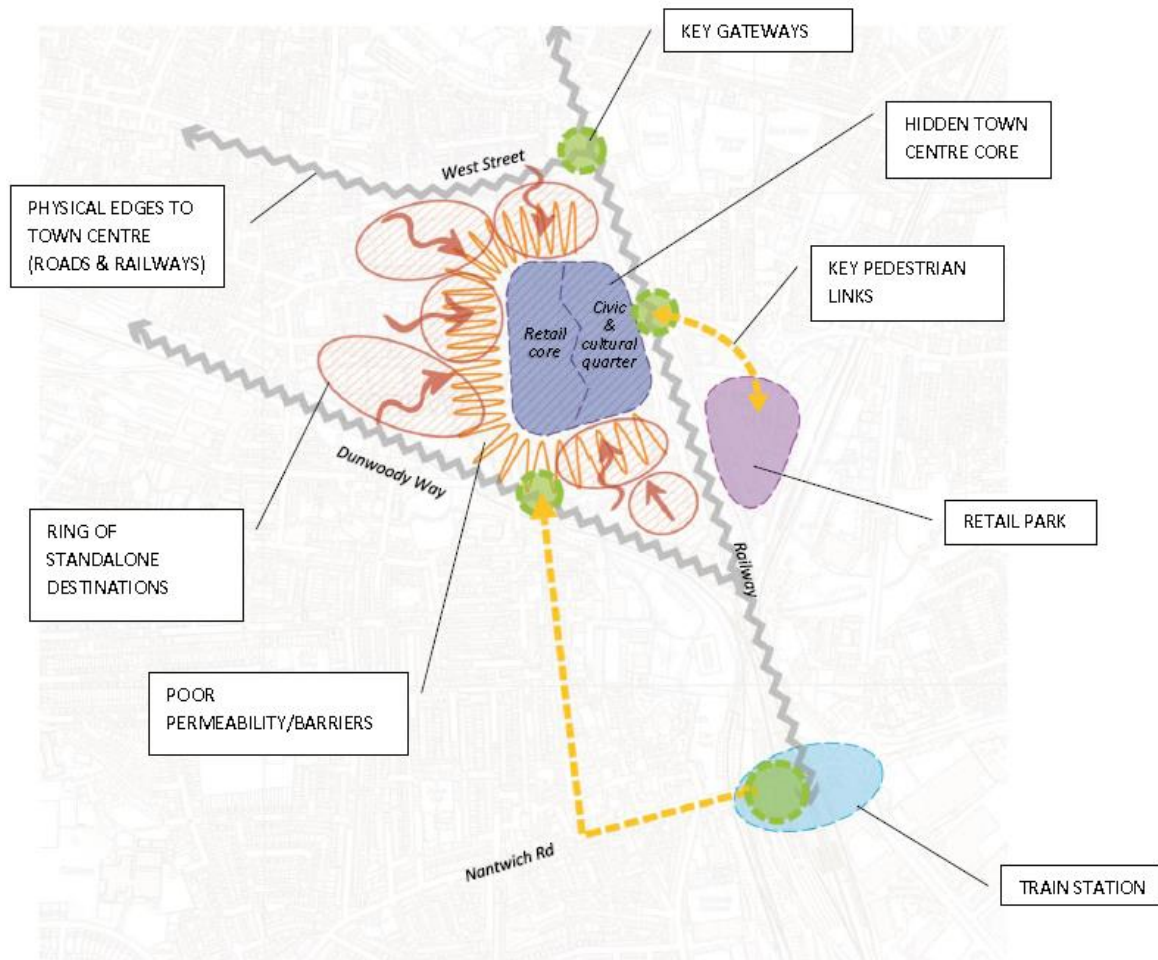 KEY GATEWAYS
HIDDEN TOWN
CENTRE CORE
West Street
PHYSICAL EDGES TO
TOWN CENTRE
(ROADS & RAILWAYS)
KEY PEDESTRIAN
LINKS
Retail
core
Civic
&
cultural
quarter
Dunwoody Way
RING OF
STANDALONE
DESTINATIONS
RETAIL PARK
Railway
POOR
PERMEABILITY/BARRIERS
Nantwich Rd
TRAIN STATION